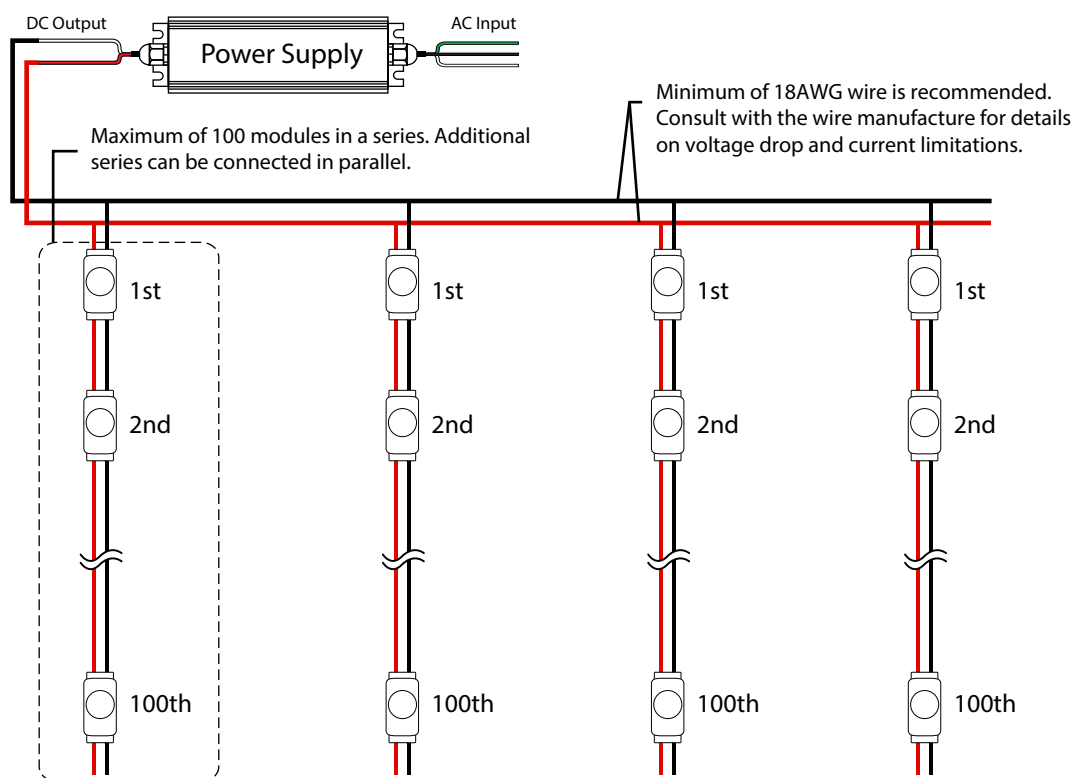 DC Output
AC Input
Power Supply
Minimum of 18AWG wire is recommended.
Consult with the wire manufacture for details
on voltage drop and current limitations.
Maximum of 100 modules in a series. Additional
series can be connected in parallel.
1st
1st
1st
1st
2nd
2nd
2nd
2nd
100th
100th
100th
100th